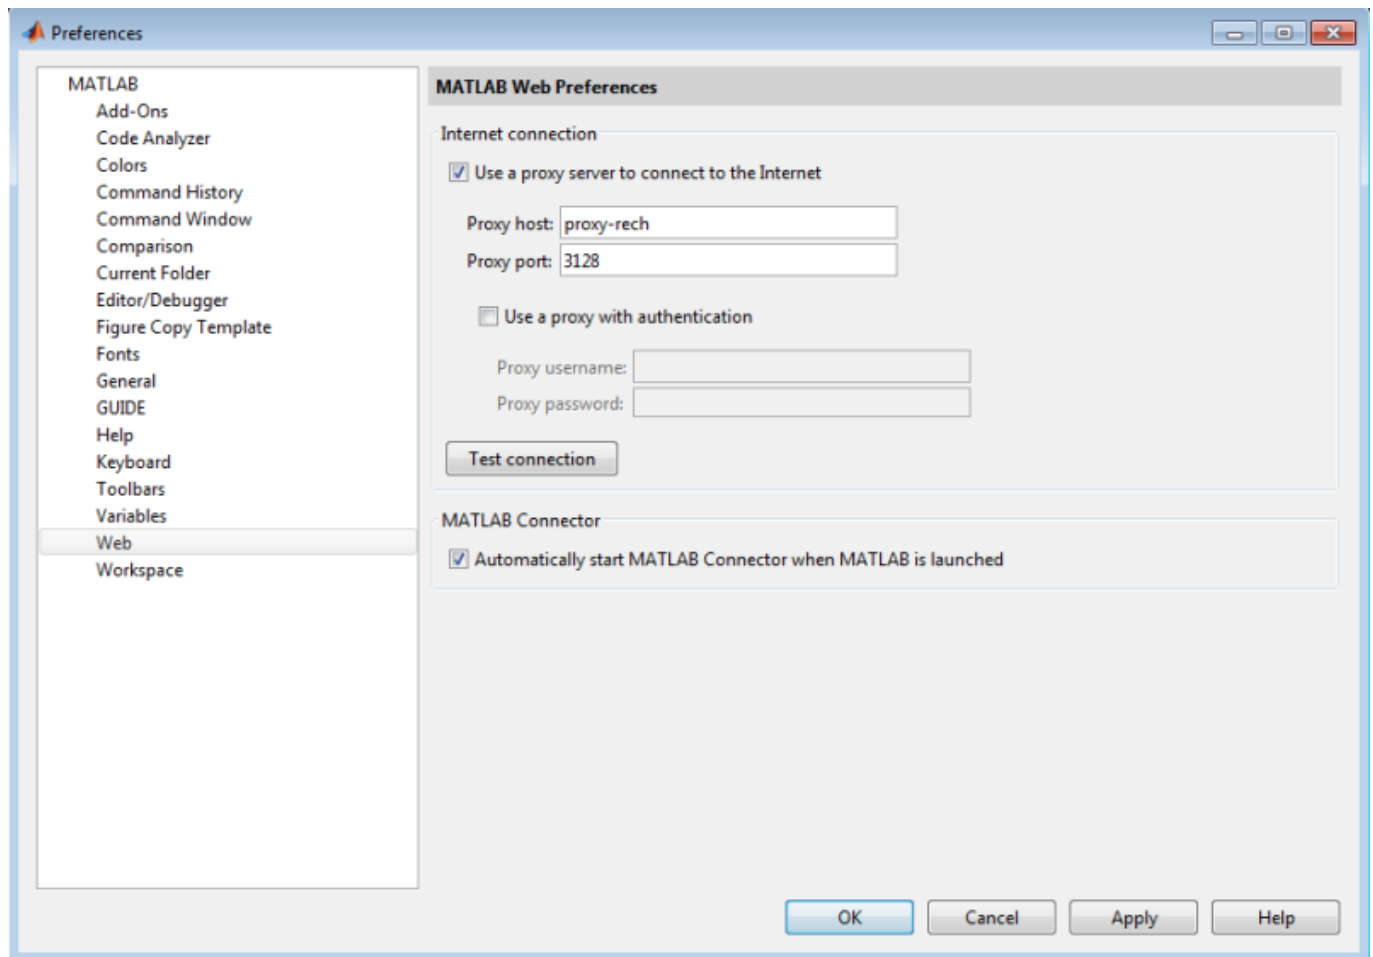 Preferences
MATLAB
Add-Ons
Code Analyzer
Colors
Command History
Command Window
Comparison
Current Folder
Editor/Debugger
Figure Copy Template
Fonts
General
GUIDE
Help
Keyboard
Toolbars
Variables
Web
Workspace
MATLAB Web Preferences
Internet connection
Use a proxy server to connect to the Internet
Proxy host: proxy-rech
Proxy port: 3128
Use a proxy with authentication
Proxy username:
Proxy password:
Test connection
MATLAB Connector
Automatically start MATLAB Connector when MATLAB is launched
OK Cancel Apply Help